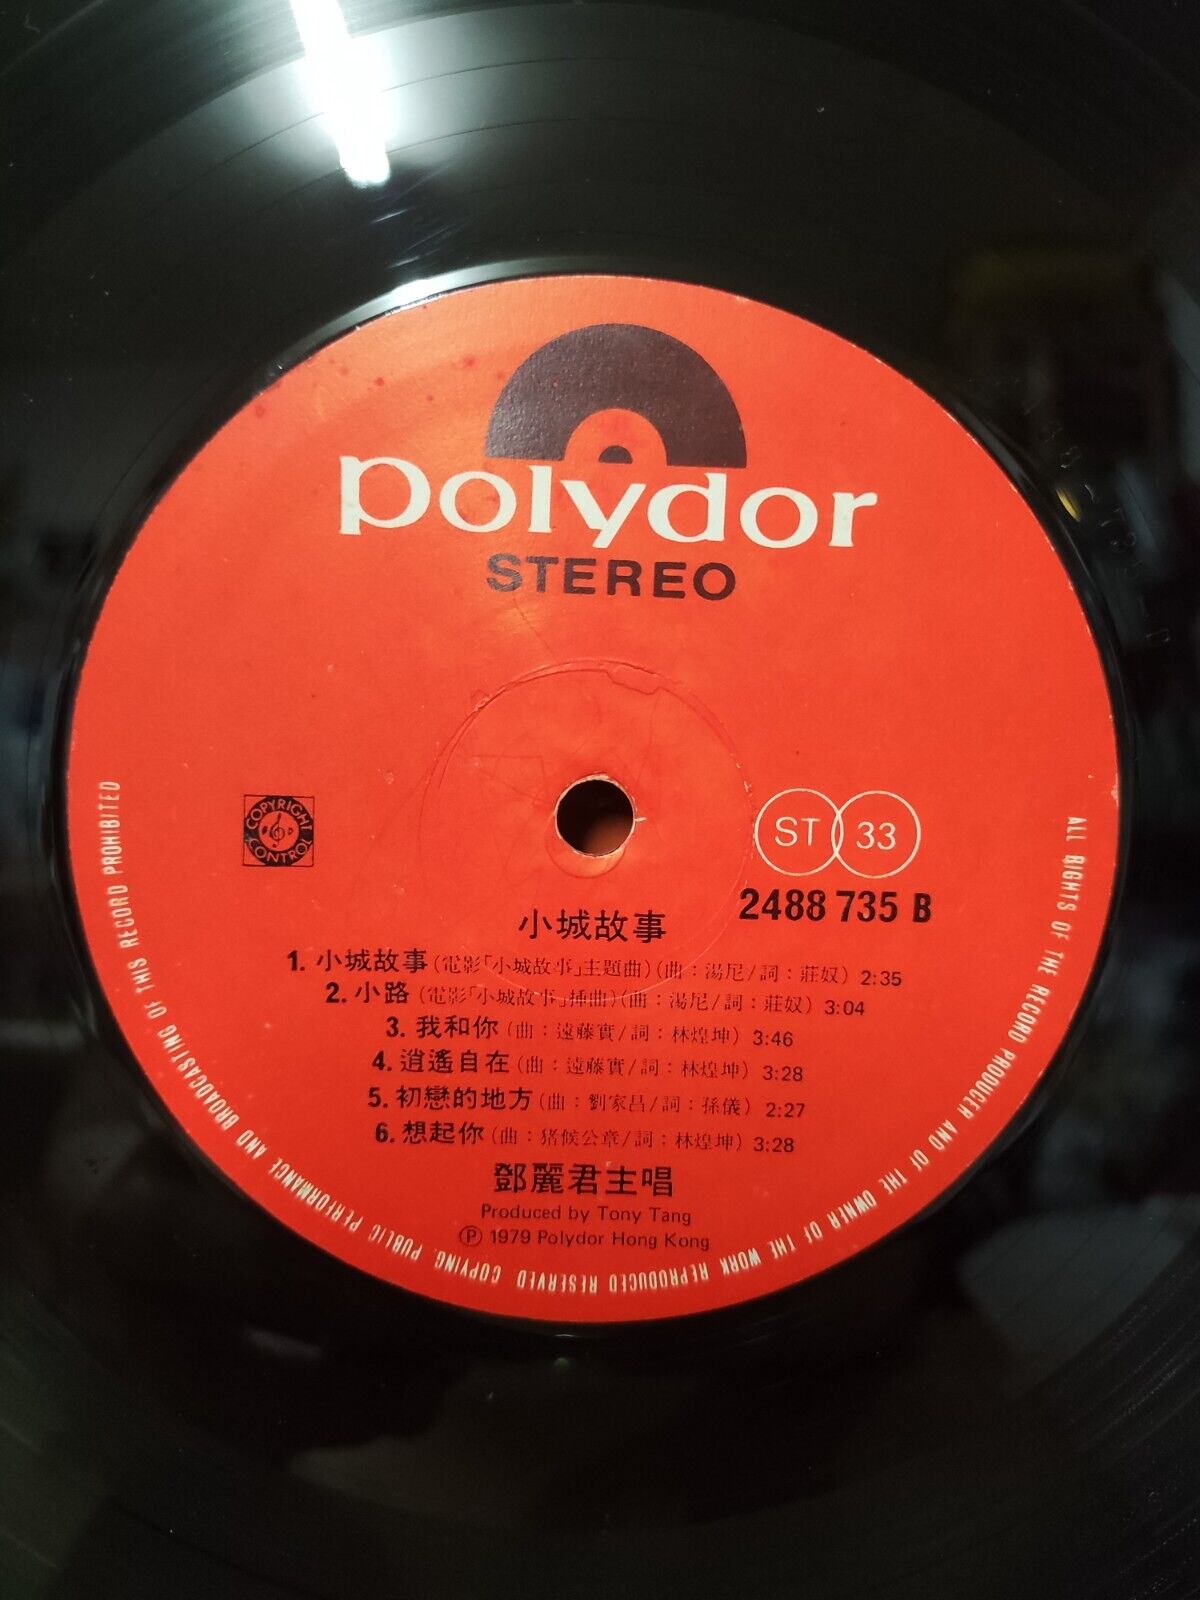 polydor
STEREO
COPYRIGHT CONTROL
ST 33
2488 735 B
小城故事
1. 小城故事(電影「小城故事」主題曲)(曲：湯尼/詞：莊奴) 2:35
2. 小路(電影「小城故事」插曲)(曲：湯尼/詞：莊奴) 3:04
3. 我和你(曲：遠藤實/詞：林煌坤) 3:46
4. 逍遙自在(曲：遠藤實/詞：林煌坤) 3:28
5. 初戀的地方(曲：劉家昌/詞：孫儀) 2:27
6. 想起你(曲：猪候公章/詞：林煌坤) 3:28
鄧麗君主唱
Produced by Tony Tang
Ⓟ 1979 Polydor Hong Kong
ALL RIGHTS OF THE RECORD PRODUCER AND OF THE OWNER OF THE WORK REPRODUCED RESERVED COPYING, PUBLIC PERFORMANCE AND BROADCASTING OF THIS RECORD PROHIBITED